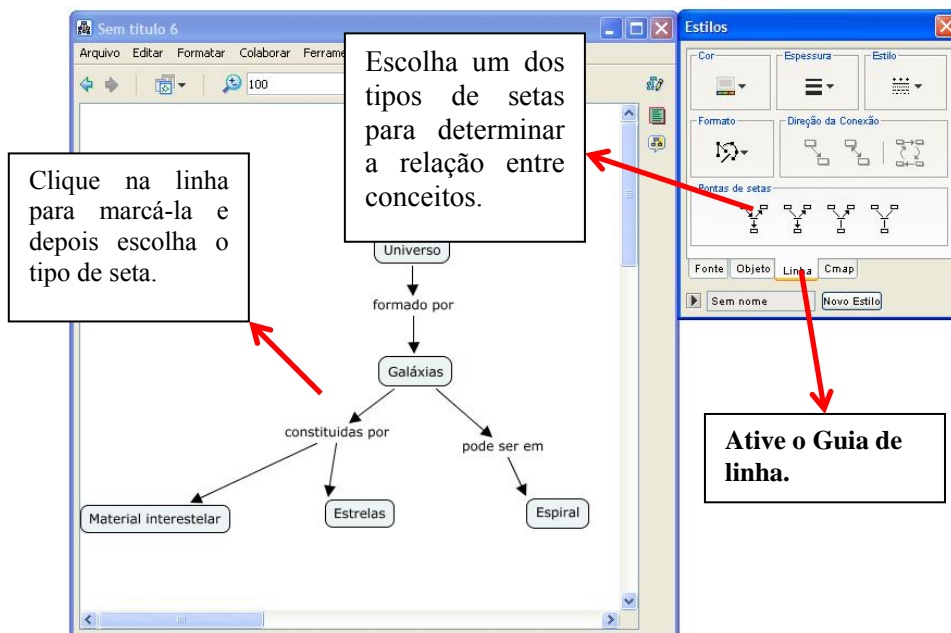 Sem título 6
Arquivo Editar Formatar Colaborar Ferrame
100
Escolha um dos
tipos de setas
para determinar
a relação entre
conceitos.
Clique na linha
para marcá-la e
depois escolha o
tipo de seta.
Universo
formado por
Galáxias
constituidas por
pode ser em
Material interestelar
Estrelas
Espiral
Estilos
Cor
Espessura
Estilo
Formato
Direção da Conexão
Pontas de setas
Fonte Objeto Linha Cmap
Sem nome
Novo Estilo
Ative o Guia de
linha.